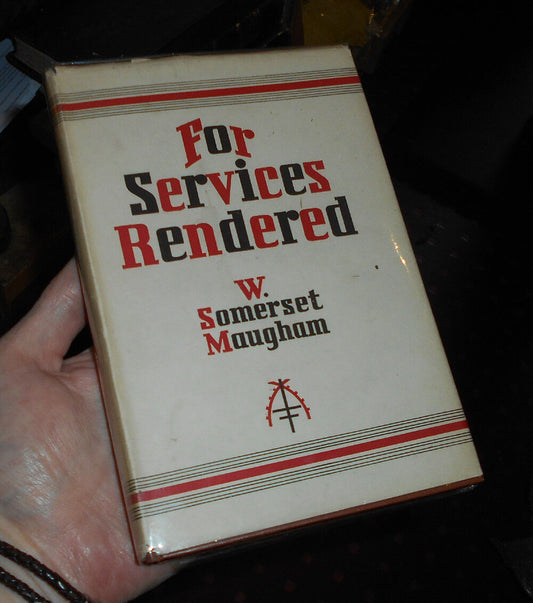 For
Services
Rendered
W.
Somerset
Maugham